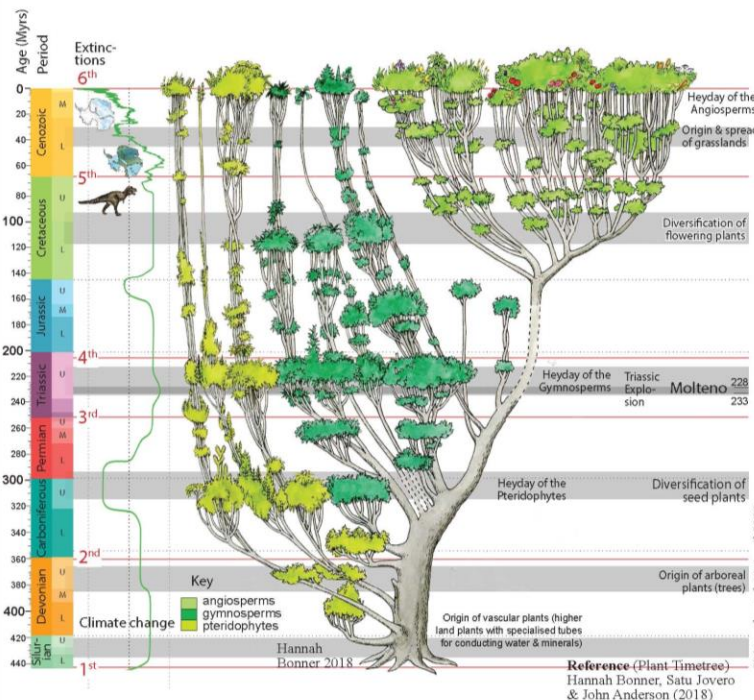 Age (Myrs)
Period
Extinc-
tions
6th
0
20
40
60
80
100
120
140
160
180
200
220
240
260
280
300
320
340
360
380
400
420
440
Cenozoic
M
L
5th
Cretaceous
U
L
Jurassic
U
M
L
4th
Triassic
U
3rd
Permian
U
M
L
Carboniferous
U
L
2nd
Devonian
U
M
L
Silur-
ian
U
L
1st
Climate change
Key
angiosperms
gymnosperms
pteridophytes
Hannah
Bonner 2018
Heyday of the
Angiosperms
Origin & spread
of grasslands
Diversification of
flowering plants
Heyday of the
Gymnosperms
Triassic
Explo-
sion
Molteno
228
233
Heyday of the
Pteridophytes
Diversification of
seed plants
Origin of arboreal
plants (trees)
Origin of vascular plants (higher
land plants with specialised tubes
for conducting water & minerals)
Reference (Plant Timetree)
Hannah Bonner, Satu Jovero
& John Anderson (2018)